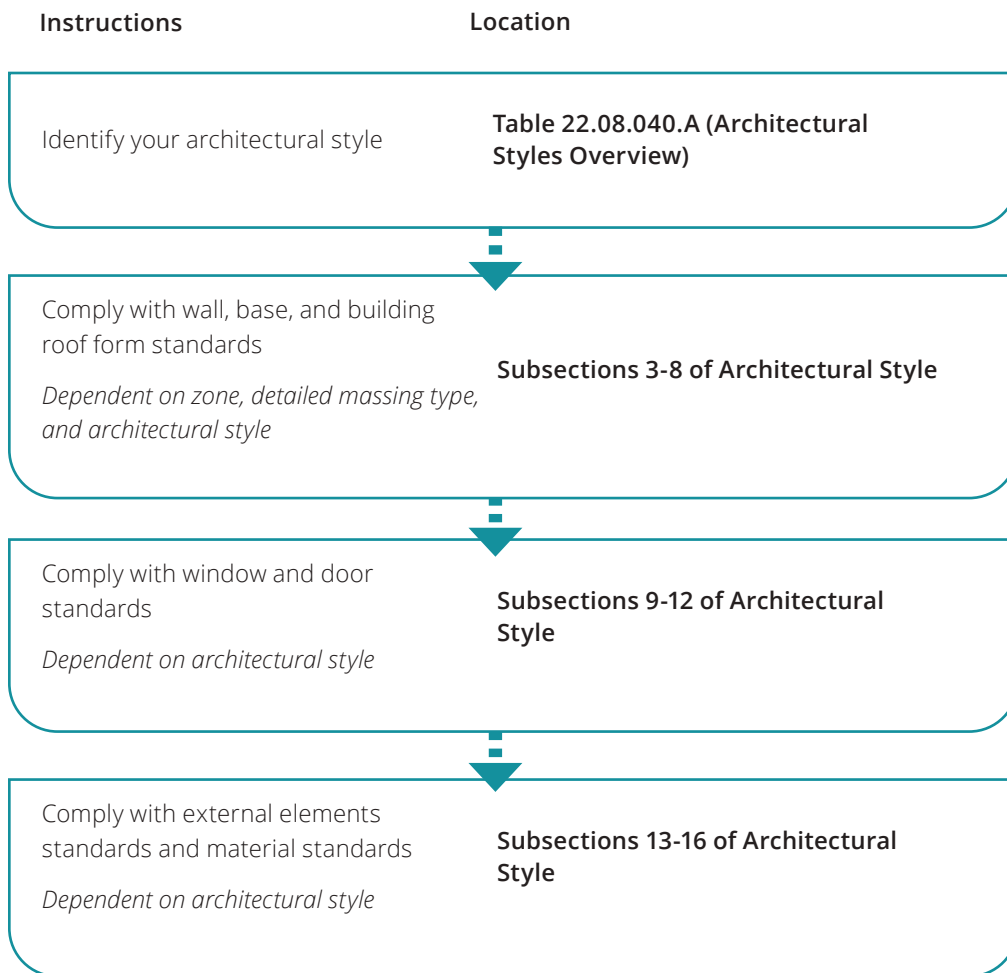 Instructions
Location
Identify your architectural style
Table 22.08.040.A (Architectural
Styles Overview)
Comply with wall, base, and building
roof form standards
Dependent on zone, detailed massing type,
and architectural style
Subsections 3-8 of Architectural Style
Comply with window and door
standards
Dependent on architectural style
Subsections 9-12 of Architectural
Style
Comply with external elements
standards and material standards
Dependent on architectural style
Subsections 13-16 of Architectural
Style